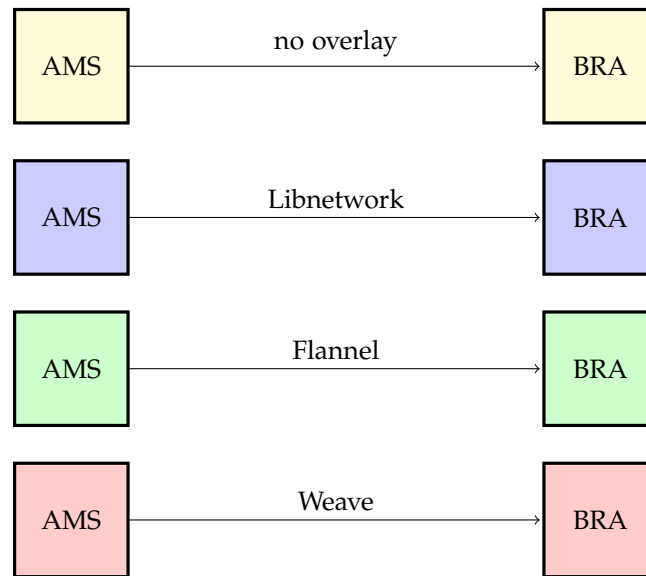 AMS no overlay BRA
AMS Libnetwork BRA
AMS Flannel BRA
AMS Weave BRA